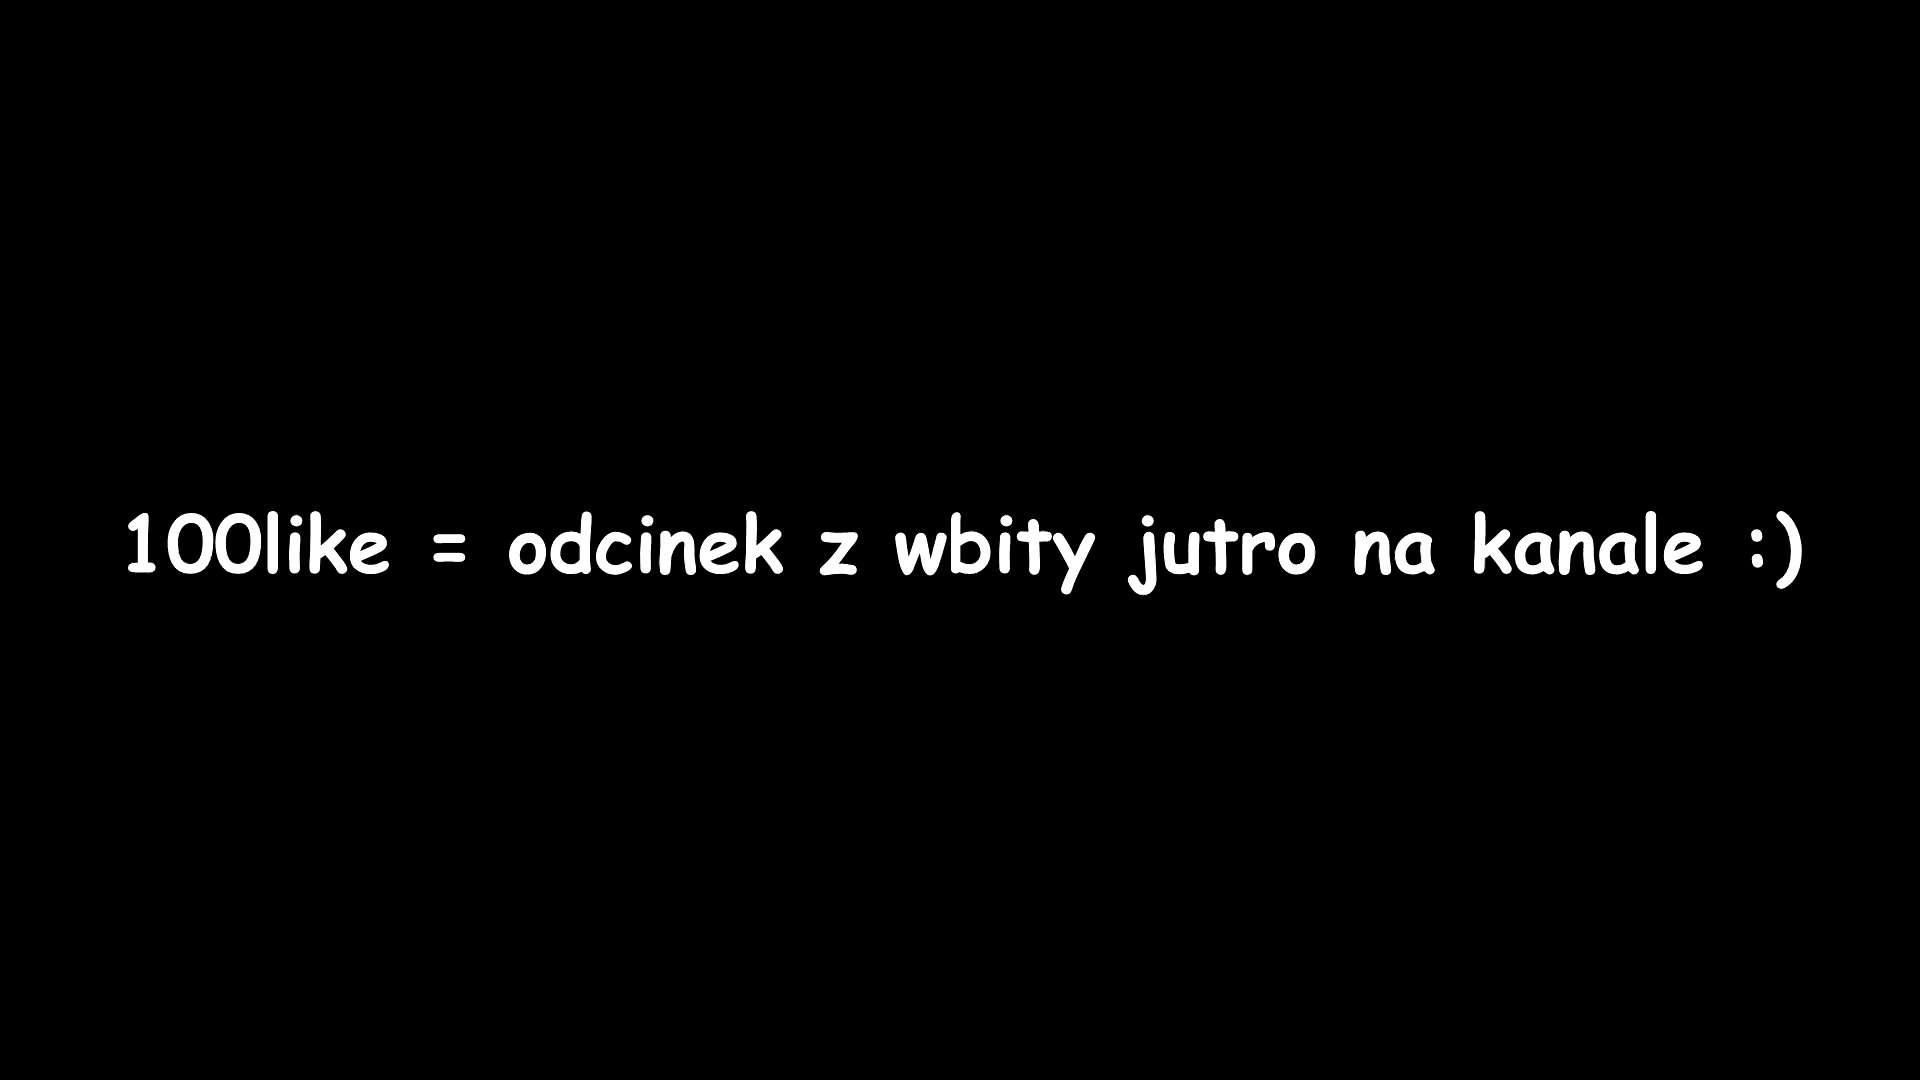 100like = odcinek z wbity jutro na kanale :)